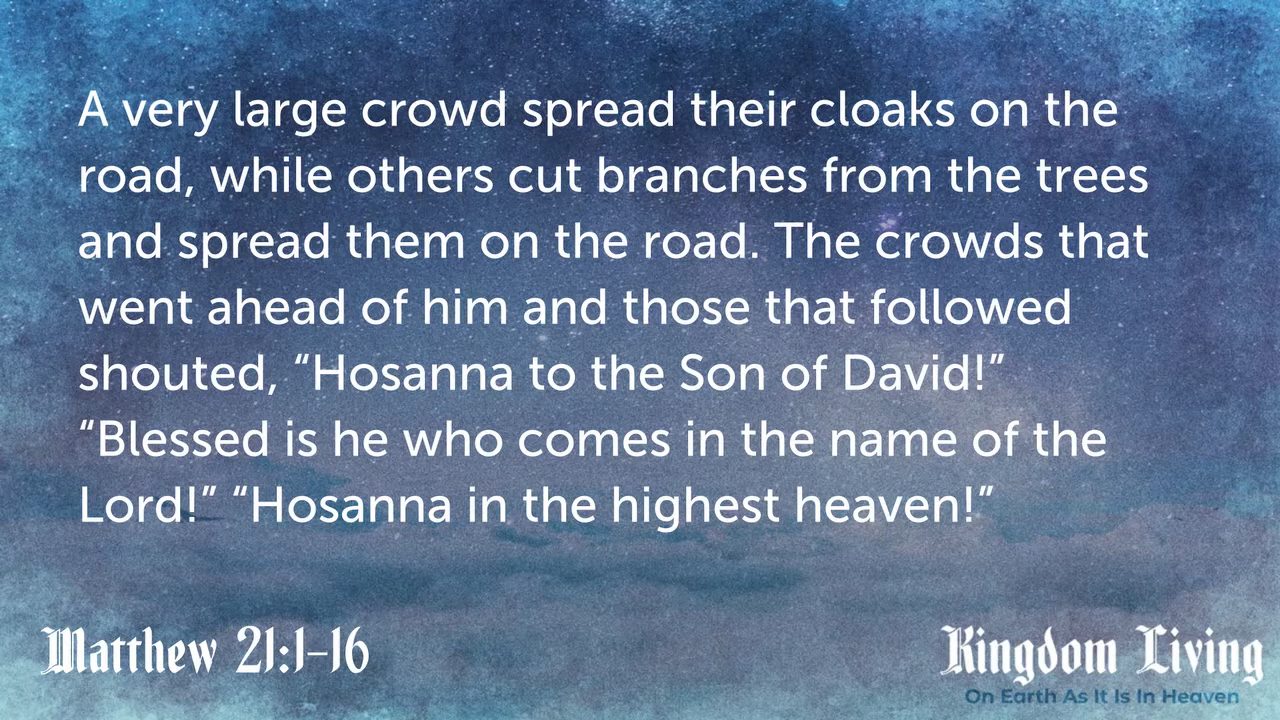 A very large crowd spread their cloaks on the
road, while others cut branches from the trees
and spread them on the road. The crowds that
went ahead of him and those that followed
shouted, “Hosanna to the Son of David!”
“Blessed is he who comes in the name of the
Lord!” “Hosanna in the highest heaven!”
Matthew 21:1–16
Kingdom Living
On Earth As It Is In Heaven